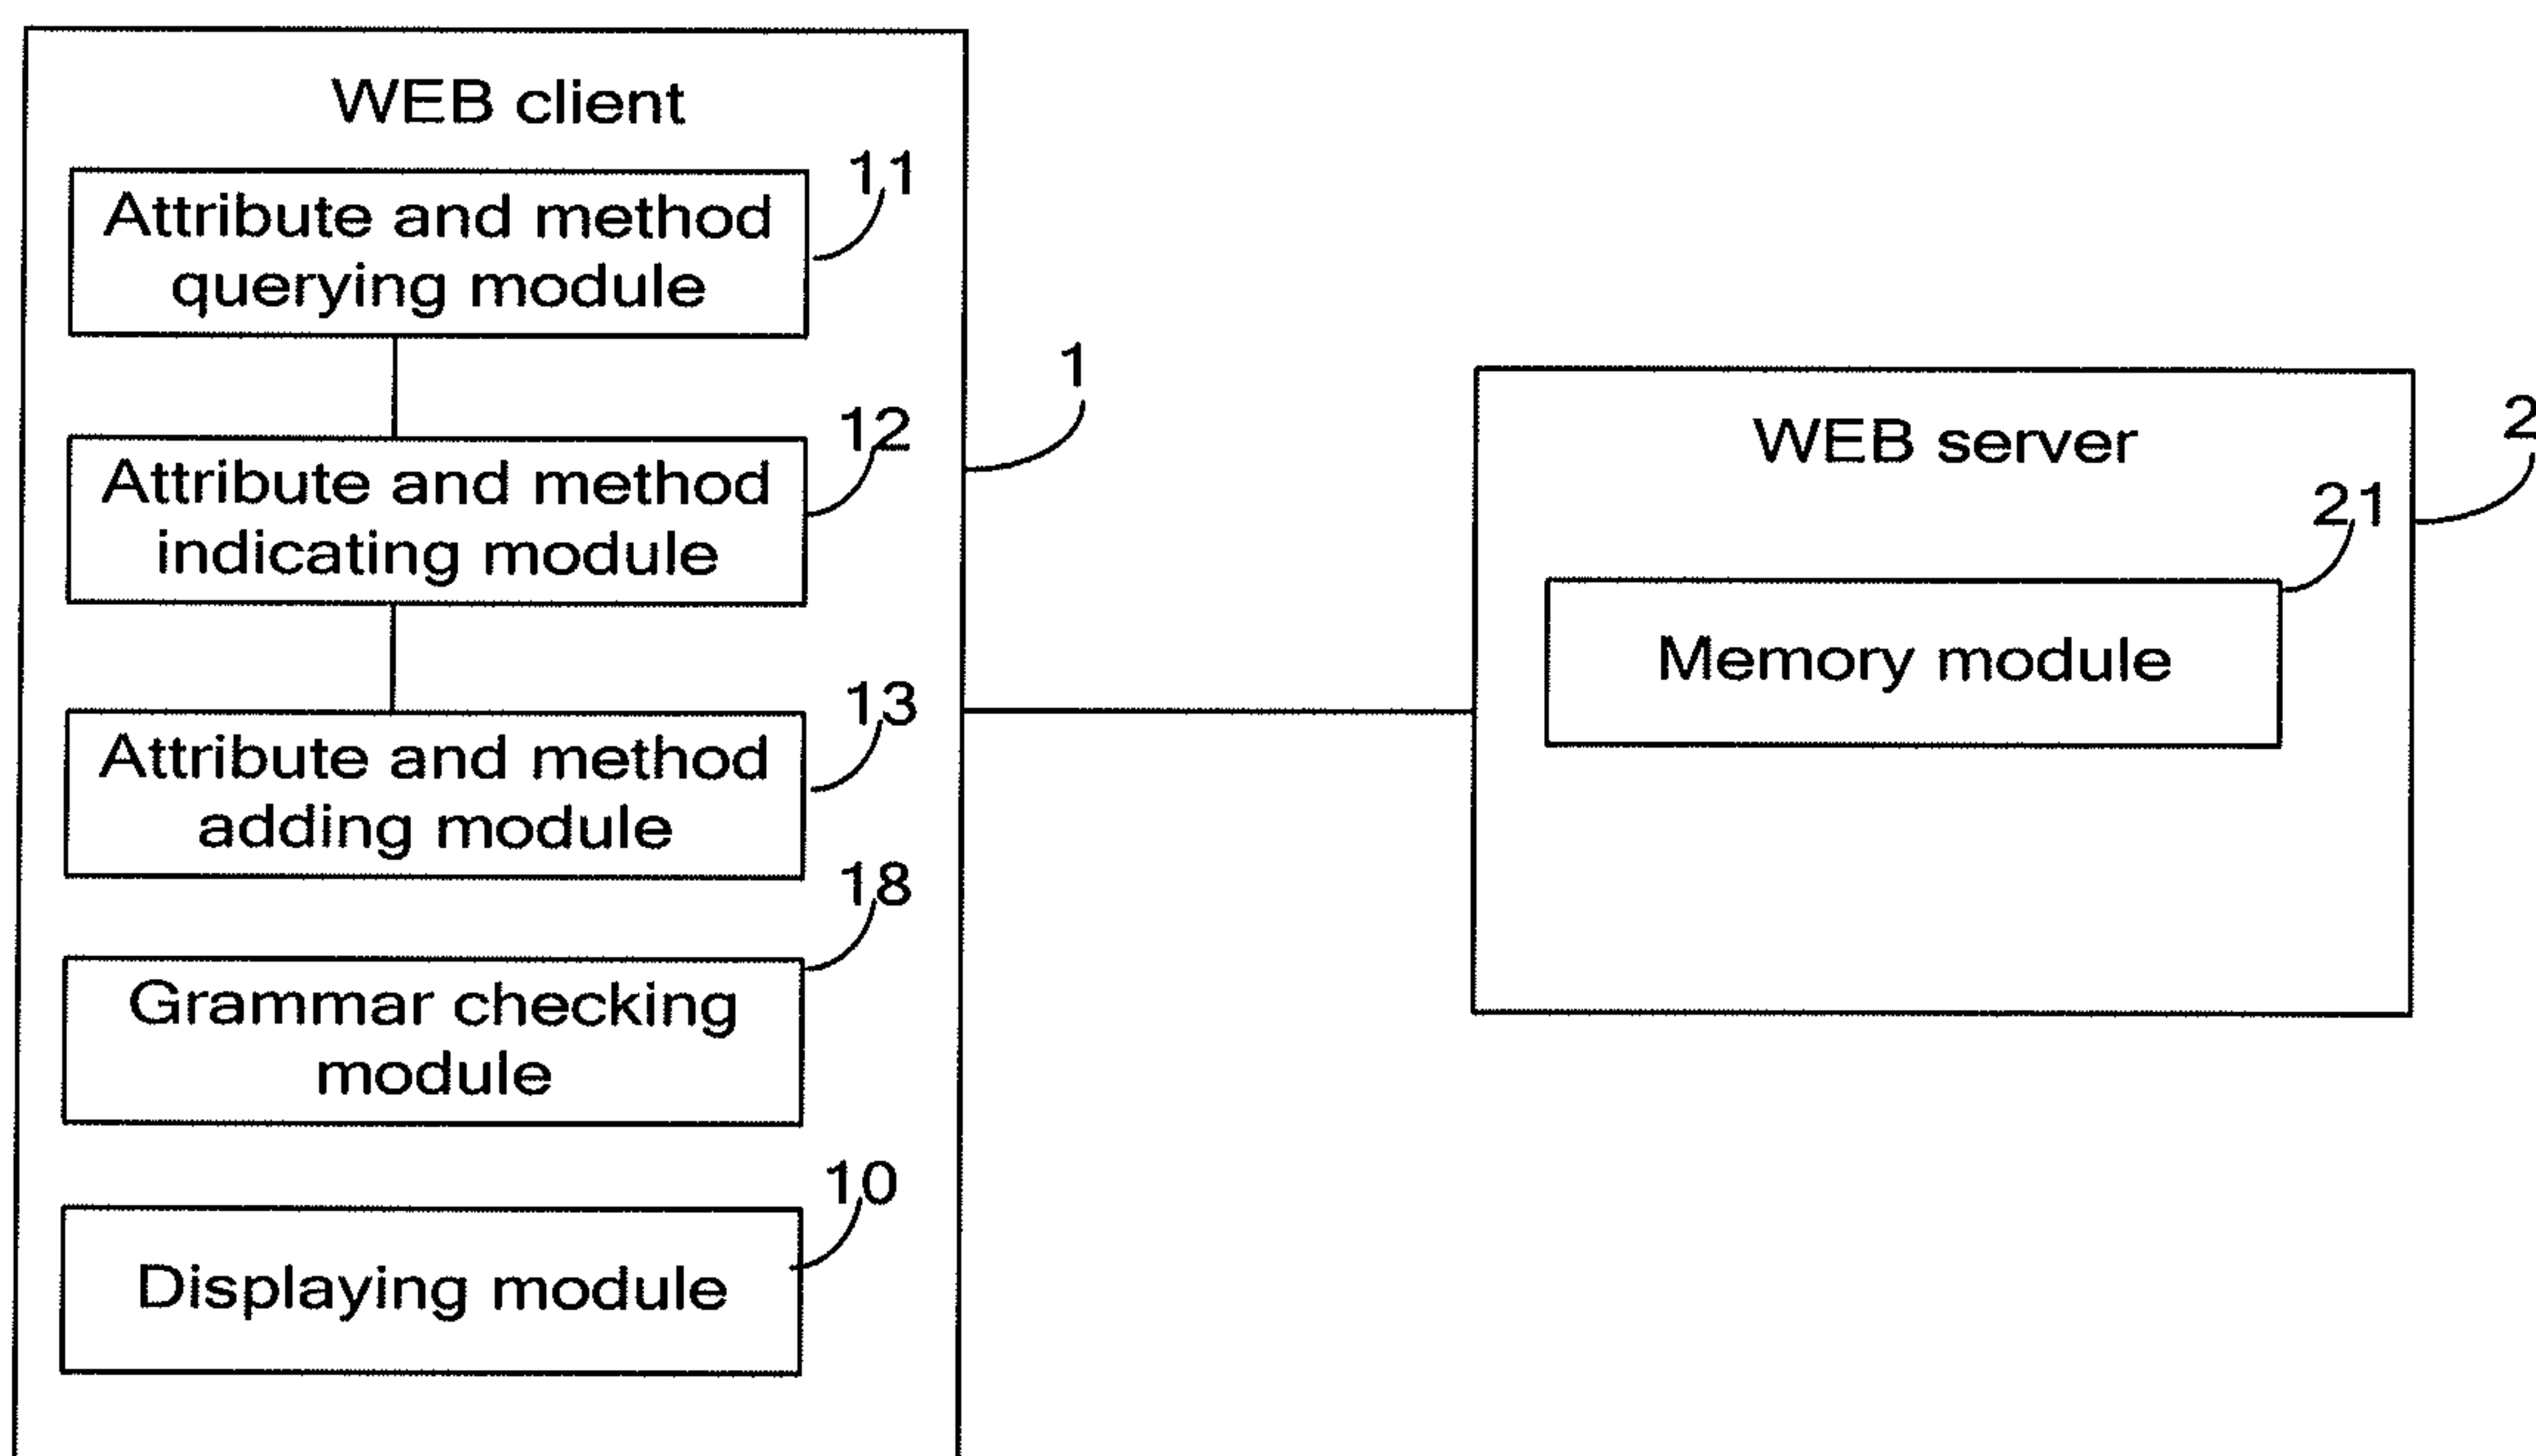 WEB client
11
Attribute and method
querying module
1
12
Attribute and method
indicating module
13
Attribute and method
adding module
18
Grammar checking
module
10
Displaying module
2
WEB server
21
Memory module